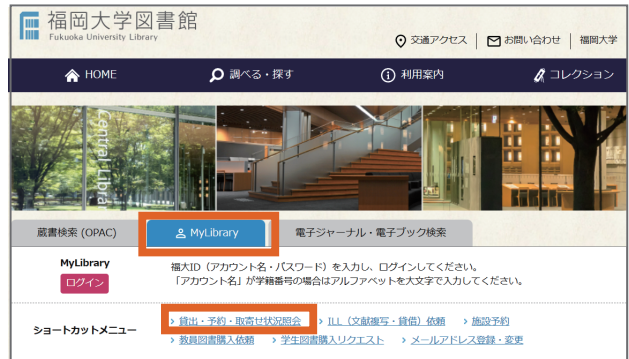 福岡大学図書館
Fukuoka University Library
交通アクセス お問い合わせ 福岡大学
HOME 調べる・探す 利用案内 コレクション
Central Libra
蔵書検索 (OPAC) MyLibrary 電子ジャーナル・電子ブック検索
MyLibrary
ログイン
福大ID（アカウント名・パスワード）を入力し、ログインしてください。
「アカウント名」が学籍番号の場合はアルファベットを大文字で入力してください。
ショートカットメニュー
> 貸出・予約・取寄せ状況照会 > ILL（文献複写・貸借）依頼 > 施設予約
> 教員図書購入依頼 > 学生図書購入リクエスト > メールアドレス登録・変更